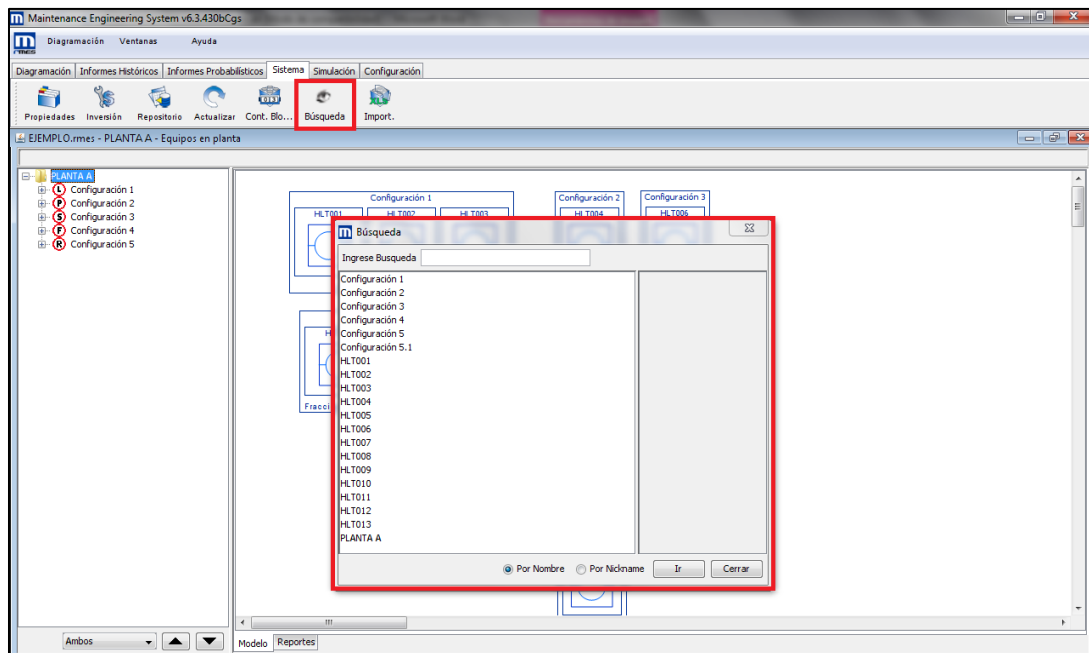 Maintenance Engineering System v6.3.430bCgs
rmes
Diagramación Ventanas Ayuda
Diagramación Informes Históricos Informes Probabilísticos Sistema Simulación Configuración
Propiedades Inversión Repositorio Actualizar Cont. Blo... Búsqueda Import.
EJEMPLO.rmes - PLANTA A - Equipos en planta
PLANTA A
L Configuración 1
P Configuración 2
S Configuración 3
F Configuración 4
R Configuración 5
Configuración 1 Configuración 2 Configuración 3
HLT001 HLT002 HLT003 HLT004 HLT006
Fracci
Búsqueda
Ingrese Busqueda
Configuración 1
Configuración 2
Configuración 3
Configuración 4
Configuración 5
Configuración 5.1
HLT001
HLT002
HLT003
HLT004
HLT005
HLT006
HLT007
HLT008
HLT009
HLT010
HLT011
HLT012
HLT013
PLANTA A
Por Nombre Por Nickname Ir Cerrar
Ambos
Modelo Reportes